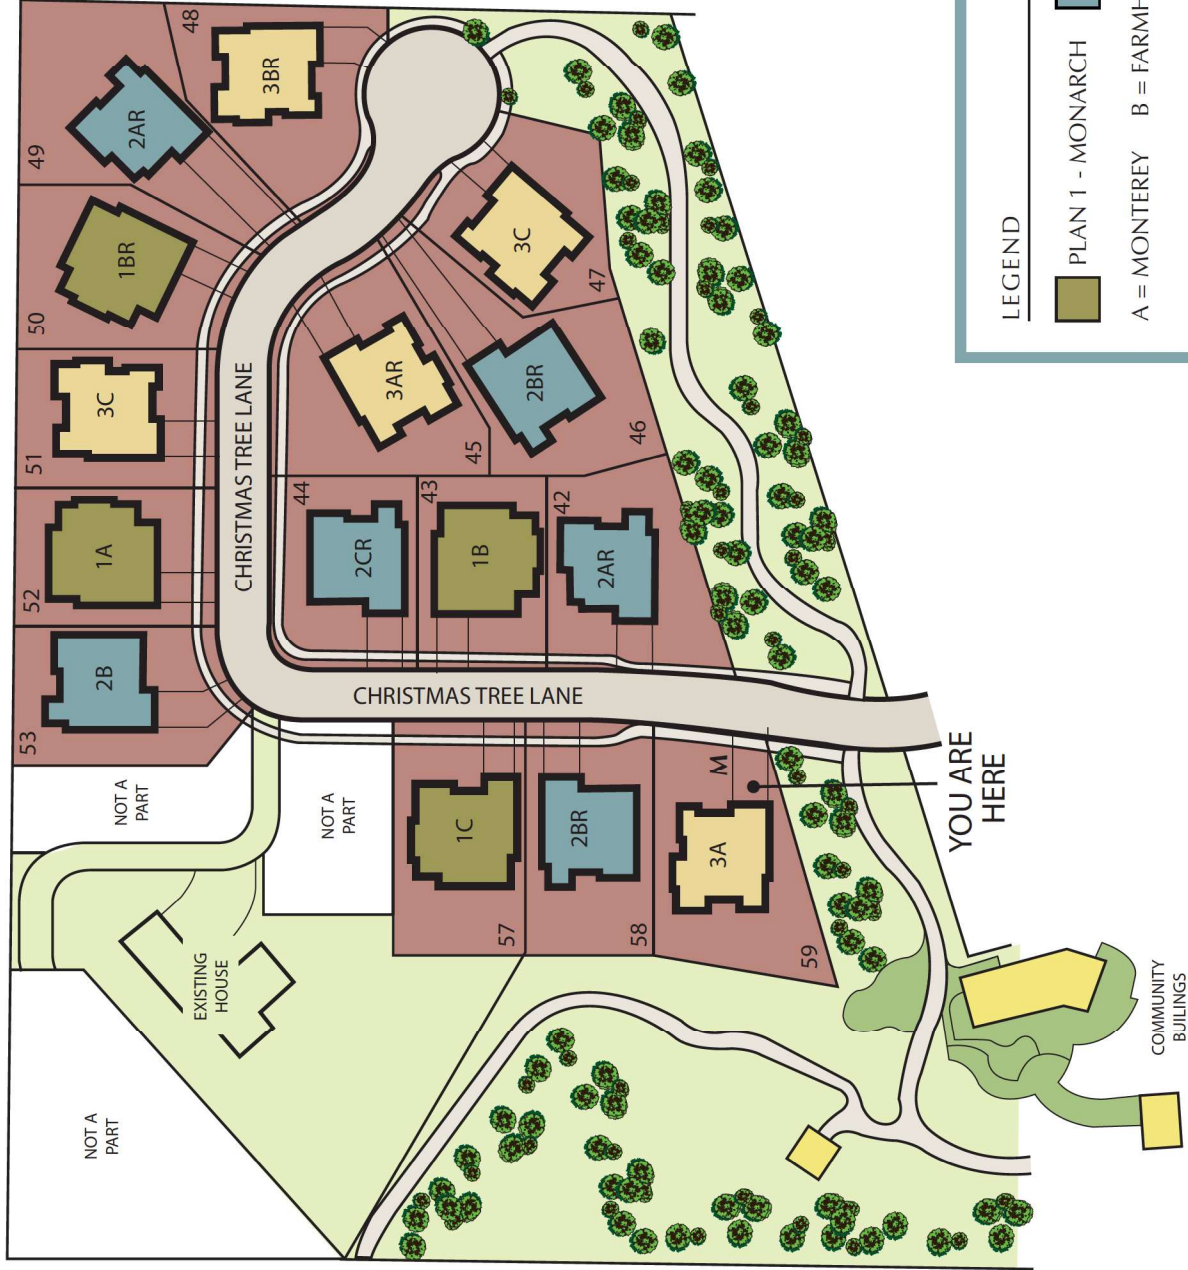 48
3BR
49
2AR
50
1BR
51
3C
52
1A
53
2B
CHRISTMAS TREE LANE
3C
47
3AR
45
2BR
46
44
2CR
43
1B
42
2AR
CHRISTMAS TREE LANE
NOT A
PART
NOT A
PART
1C
57
2BR
58
M
3A
59
YOU ARE
HERE
EXISTING
HOUSE
NOT A
PART
COMMUNITY
BUILINGS
LEGEND
PLAN 1 - MONARCH
A = MONTEREY B = FARMH